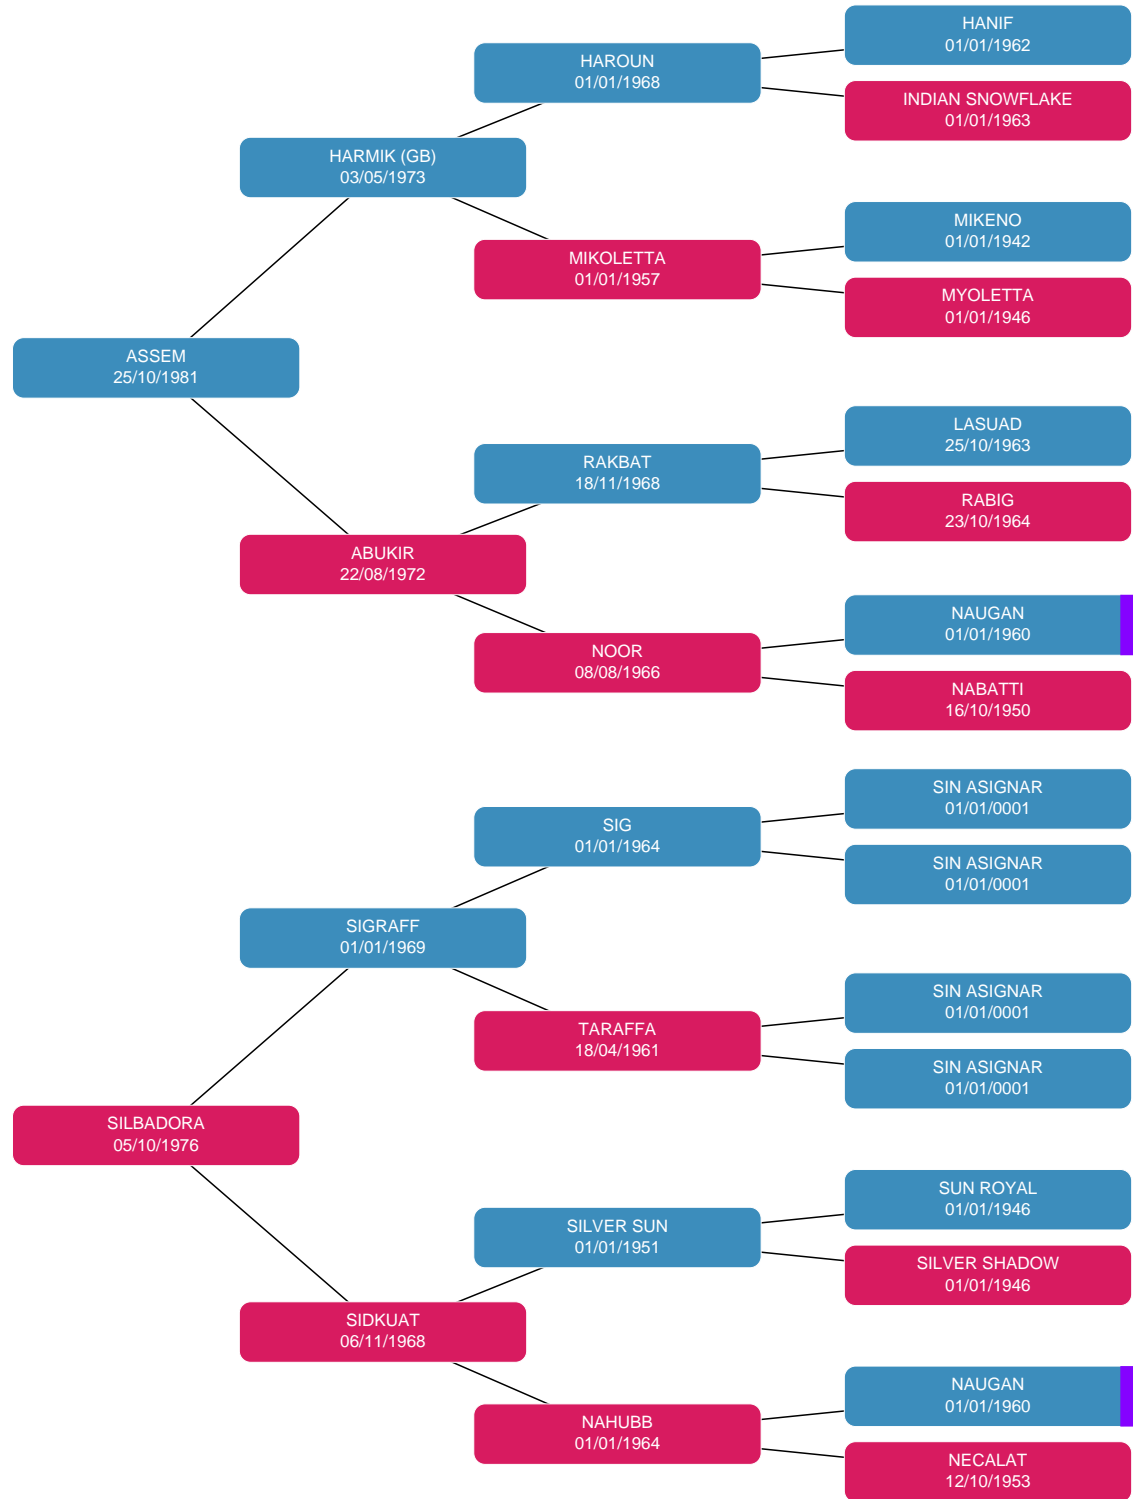 HANIF
01/01/1962
HAROUN
01/01/1968
INDIAN SNOWFLAKE
01/01/1963
HARMIK (GB)
03/05/1973
MIKENO
01/01/1942
MIKOLETTA
01/01/1957
MYOLETTA
01/01/1946
ASSEM
25/10/1981
LASUAD
25/10/1963
RAKBAT
18/11/1968
RABIG
23/10/1964
ABUKIR
22/08/1972
NAUGAN
01/01/1960
NOOR
08/08/1966
NABATTI
16/10/1950
SIN ASIGNAR
01/01/0001
SIG
01/01/1964
SIN ASIGNAR
01/01/0001
SIGRAFF
01/01/1969
SIN ASIGNAR
01/01/0001
TARAFFA
18/04/1961
SIN ASIGNAR
01/01/0001
SILBADORA
05/10/1976
SUN ROYAL
01/01/1946
SILVER SUN
01/01/1951
SILVER SHADOW
01/01/1946
SIDKUAT
06/11/1968
NAUGAN
01/01/1960
NAHUBB
01/01/1964
NECALAT
12/10/1953